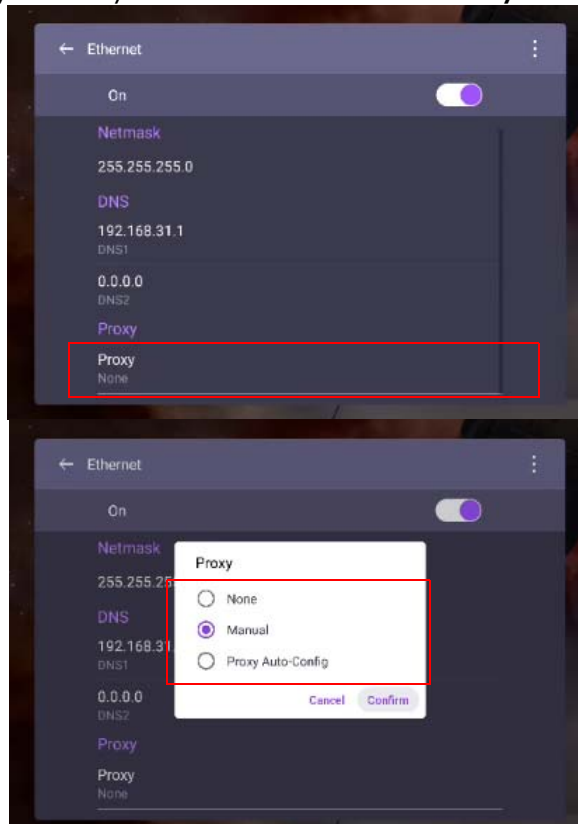 Ethernet
On
Netmask
255.255.255.0
DNS
192.168.31.1
DNS1
0.0.0.0
DNS2
Proxy
Proxy
None
Ethernet
On
Netmask
255.255.25
DNS
192.168.31.
DNS1
0.0.0.0
DNS2
Proxy
Proxy
None
Proxy
None
Manual
Proxy Auto-Config
Cancel Confirm